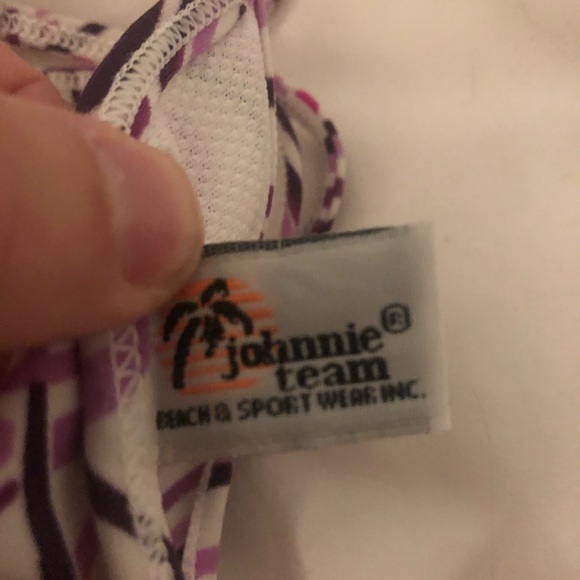 johnnie®
team
BEACH & SPORT WEAR INC.